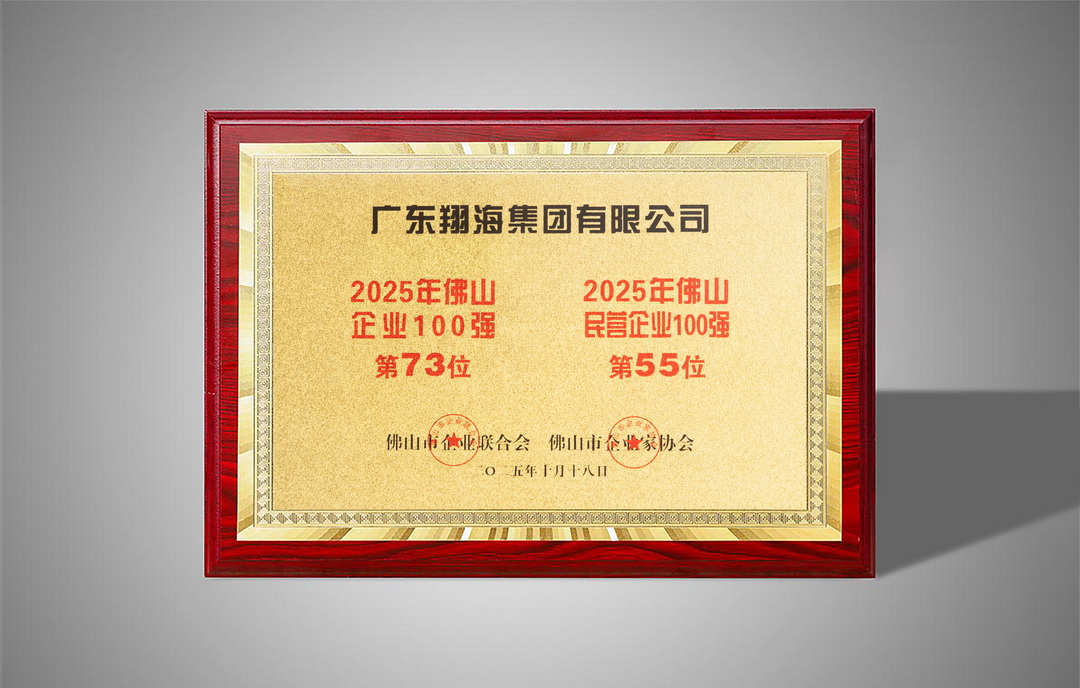 广东翔海集团有限公司
2025年佛山
企业100强
第73位
2025年佛山
民营企业100强
第55位
佛山市企业联合会 佛山市企业家协会
二〇二五年十月十八日